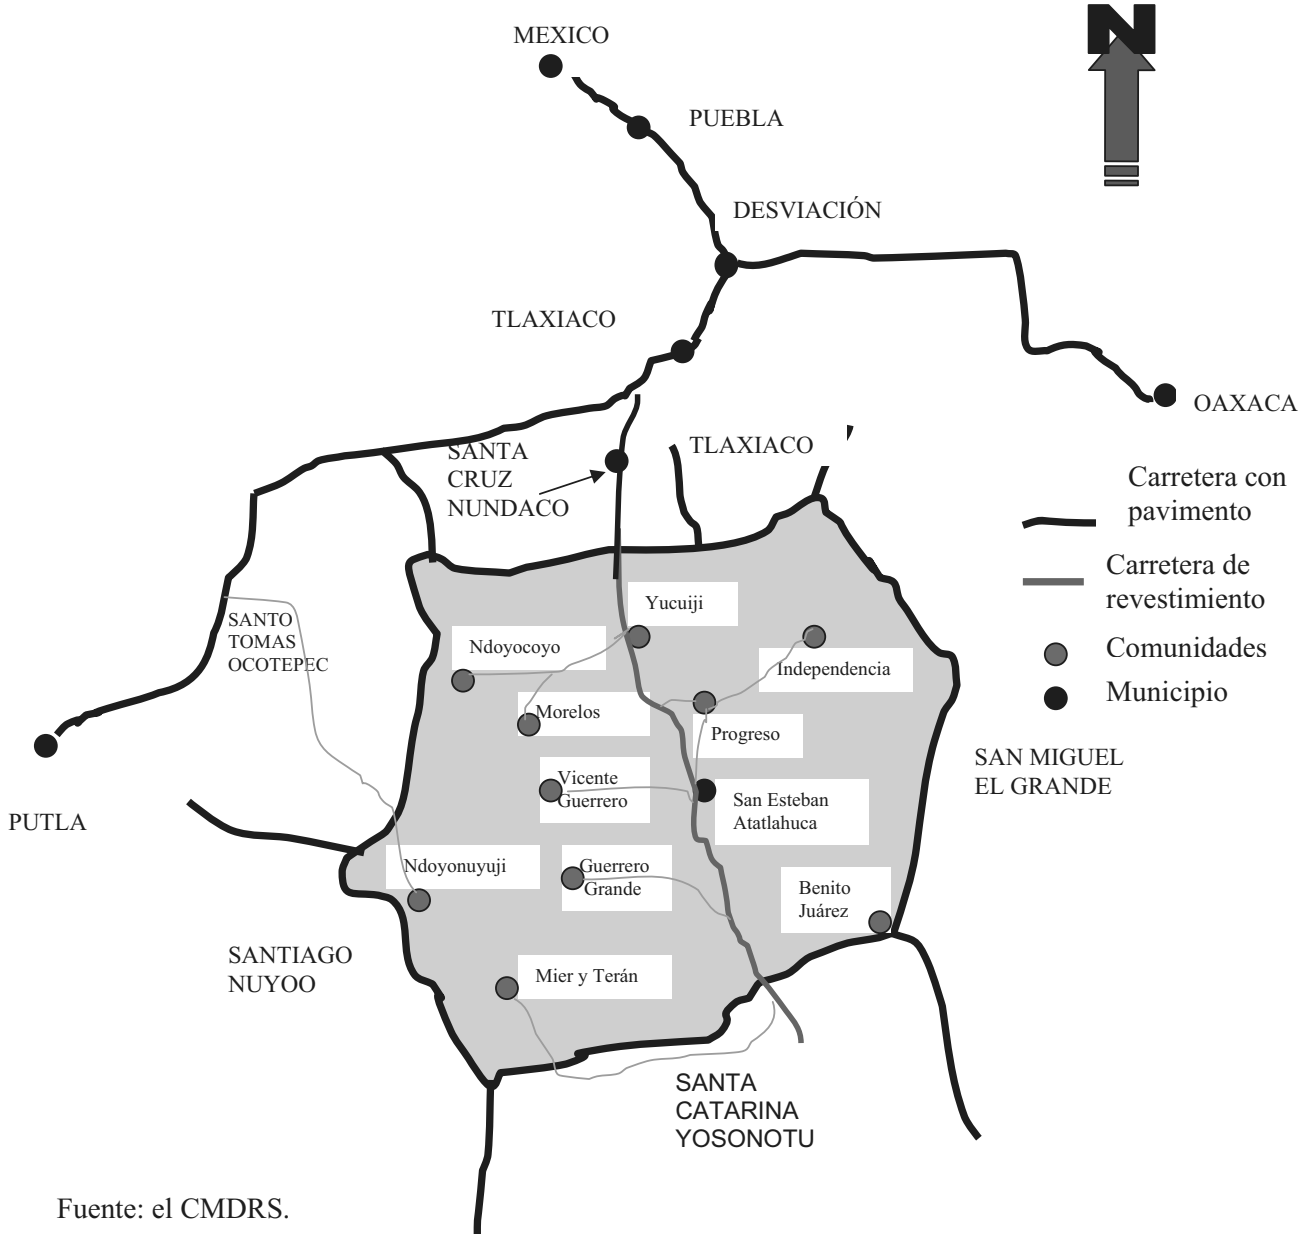 MEXICO
N
PUEBLA
DESVIACIÓN
TLAXIACO
OAXACA
SANTA
CRUZ
NUNDACO
TLAXIACO
Carretera con
pavimento
Carretera de
revestimiento
Comunidades
Municipio
Yucuiji
SANTO
TOMAS
OCOTEPEC
Ndoyocoyo
Independencia
Morelos
Progreso
SAN MIGUEL
EL GRANDE
Vicente
Guerrero
San Esteban
Atatlahuca
PUTLA
Ndoyonuyuji
Guerrero
Grande
Benito
Juárez
SANTIAGO
NUYOO
Mier y Terán
SANTA
CATARINA
YOSONOTU
Fuente: el CMDRS.